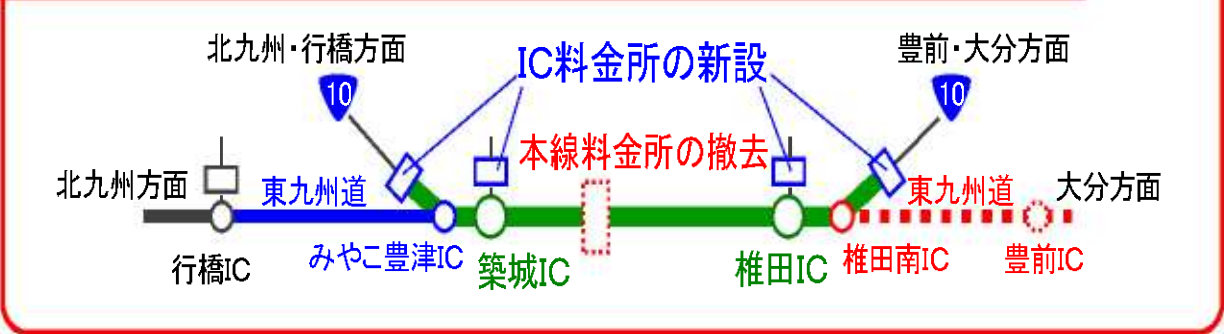 北九州・行橋方面
IC料金所の新設
豊前・大分方面
10
10
本線料金所の撤去
北九州方面
東九州道
東九州道
大分方面
行橋IC
みやこ豊津IC
築城IC
椎田IC
椎田南IC
豊前IC